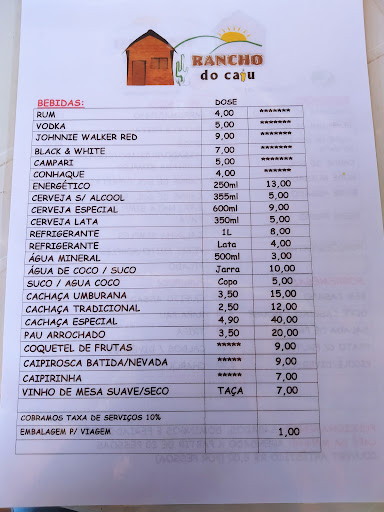 RANCHO
do caju
BEBIDAS: DOSE
RUM 4,00 *******
VODKA 5,00 *******
JOHNNIE WALKER RED 9,00 *******
BLACK & WHITE 7,00 *******
CAMPARI 5,00 *******
CONHAQUE 4,00 ******
ENERGÉTICO 250ml 13,00
CERVEJA S/ ALCOOL 355ml 5,00
CERVEJA ESPECIAL 600ml 9,00
CERVEJA LATA 350ml 5,00
REFRIGERANTE 1L 8,00
REFRIGERANTE Lata 4,00
ÁGUA MINERAL 500ml 3,00
ÁGUA DE COCO / SUCO Jarra 10,00
SUCO / AGUA COCO Copo 5,00
CACHAÇA UMBURANA 3,50 15,00
CACHAÇA TRADICIONAL 2,50 12,00
CACHAÇA ESPECIAL 4,90 40,00
PAU ARROCHADO 3,50 20,00
COQUETEL DE FRUTAS ***** 9,00
CAIPIROSCA BATIDA/NEVADA ***** 9,00
CAIPIRINHA ***** 7,00
VINHO DE MESA SUAVE/SECO TAÇA 7,00
COBRAMOS TAXA DE SERVIÇOS 10%
EMBALAGEM P/ VIAGEM 1,00